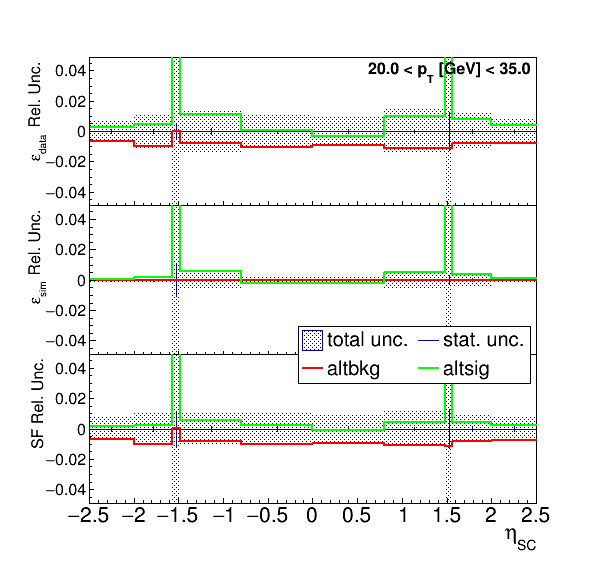 20.0 < p_T [GeV] < 35.0
ε_data Rel. Unc.
0.04
0.02
0
−0.02
−0.04
ε_sim Rel. Unc.
0.04
0.02
0
−0.02
−0.04
total unc.
stat. unc.
altbkg
altsig
SF Rel. Unc.
0.04
0.02
0
−0.02
−0.04
−2.5 −2 −1.5 −1 −0.5 0 0.5 1 1.5 2 2.5
η_SC